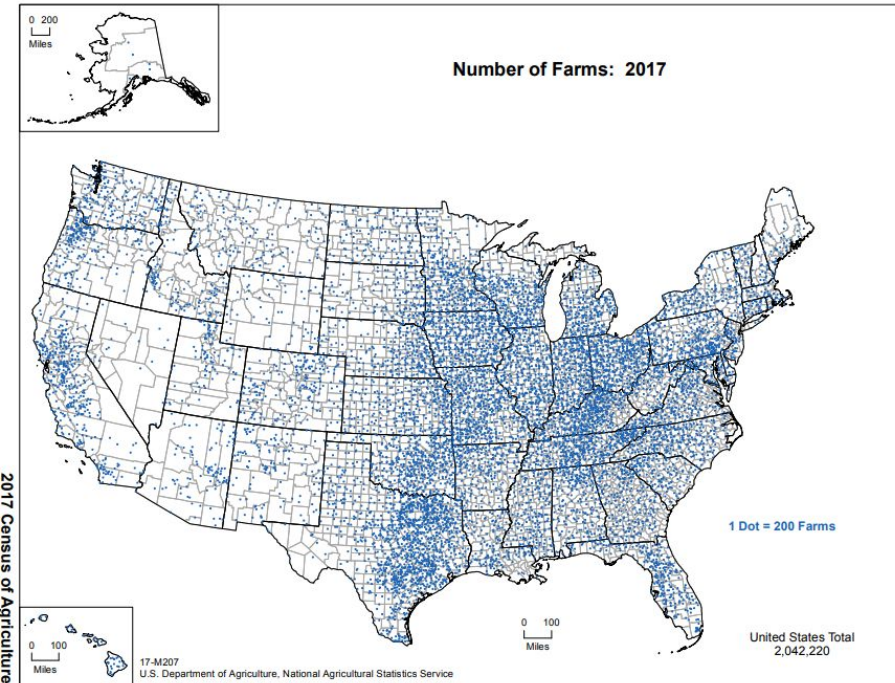 0 200
Miles
Number of Farms: 2017
1 Dot = 200 Farms
2017 Census of Agriculture
0 100
Miles
17-M207
U.S. Department of Agriculture, National Agricultural Statistics Service
0 100
Miles
United States Total
2,042,220